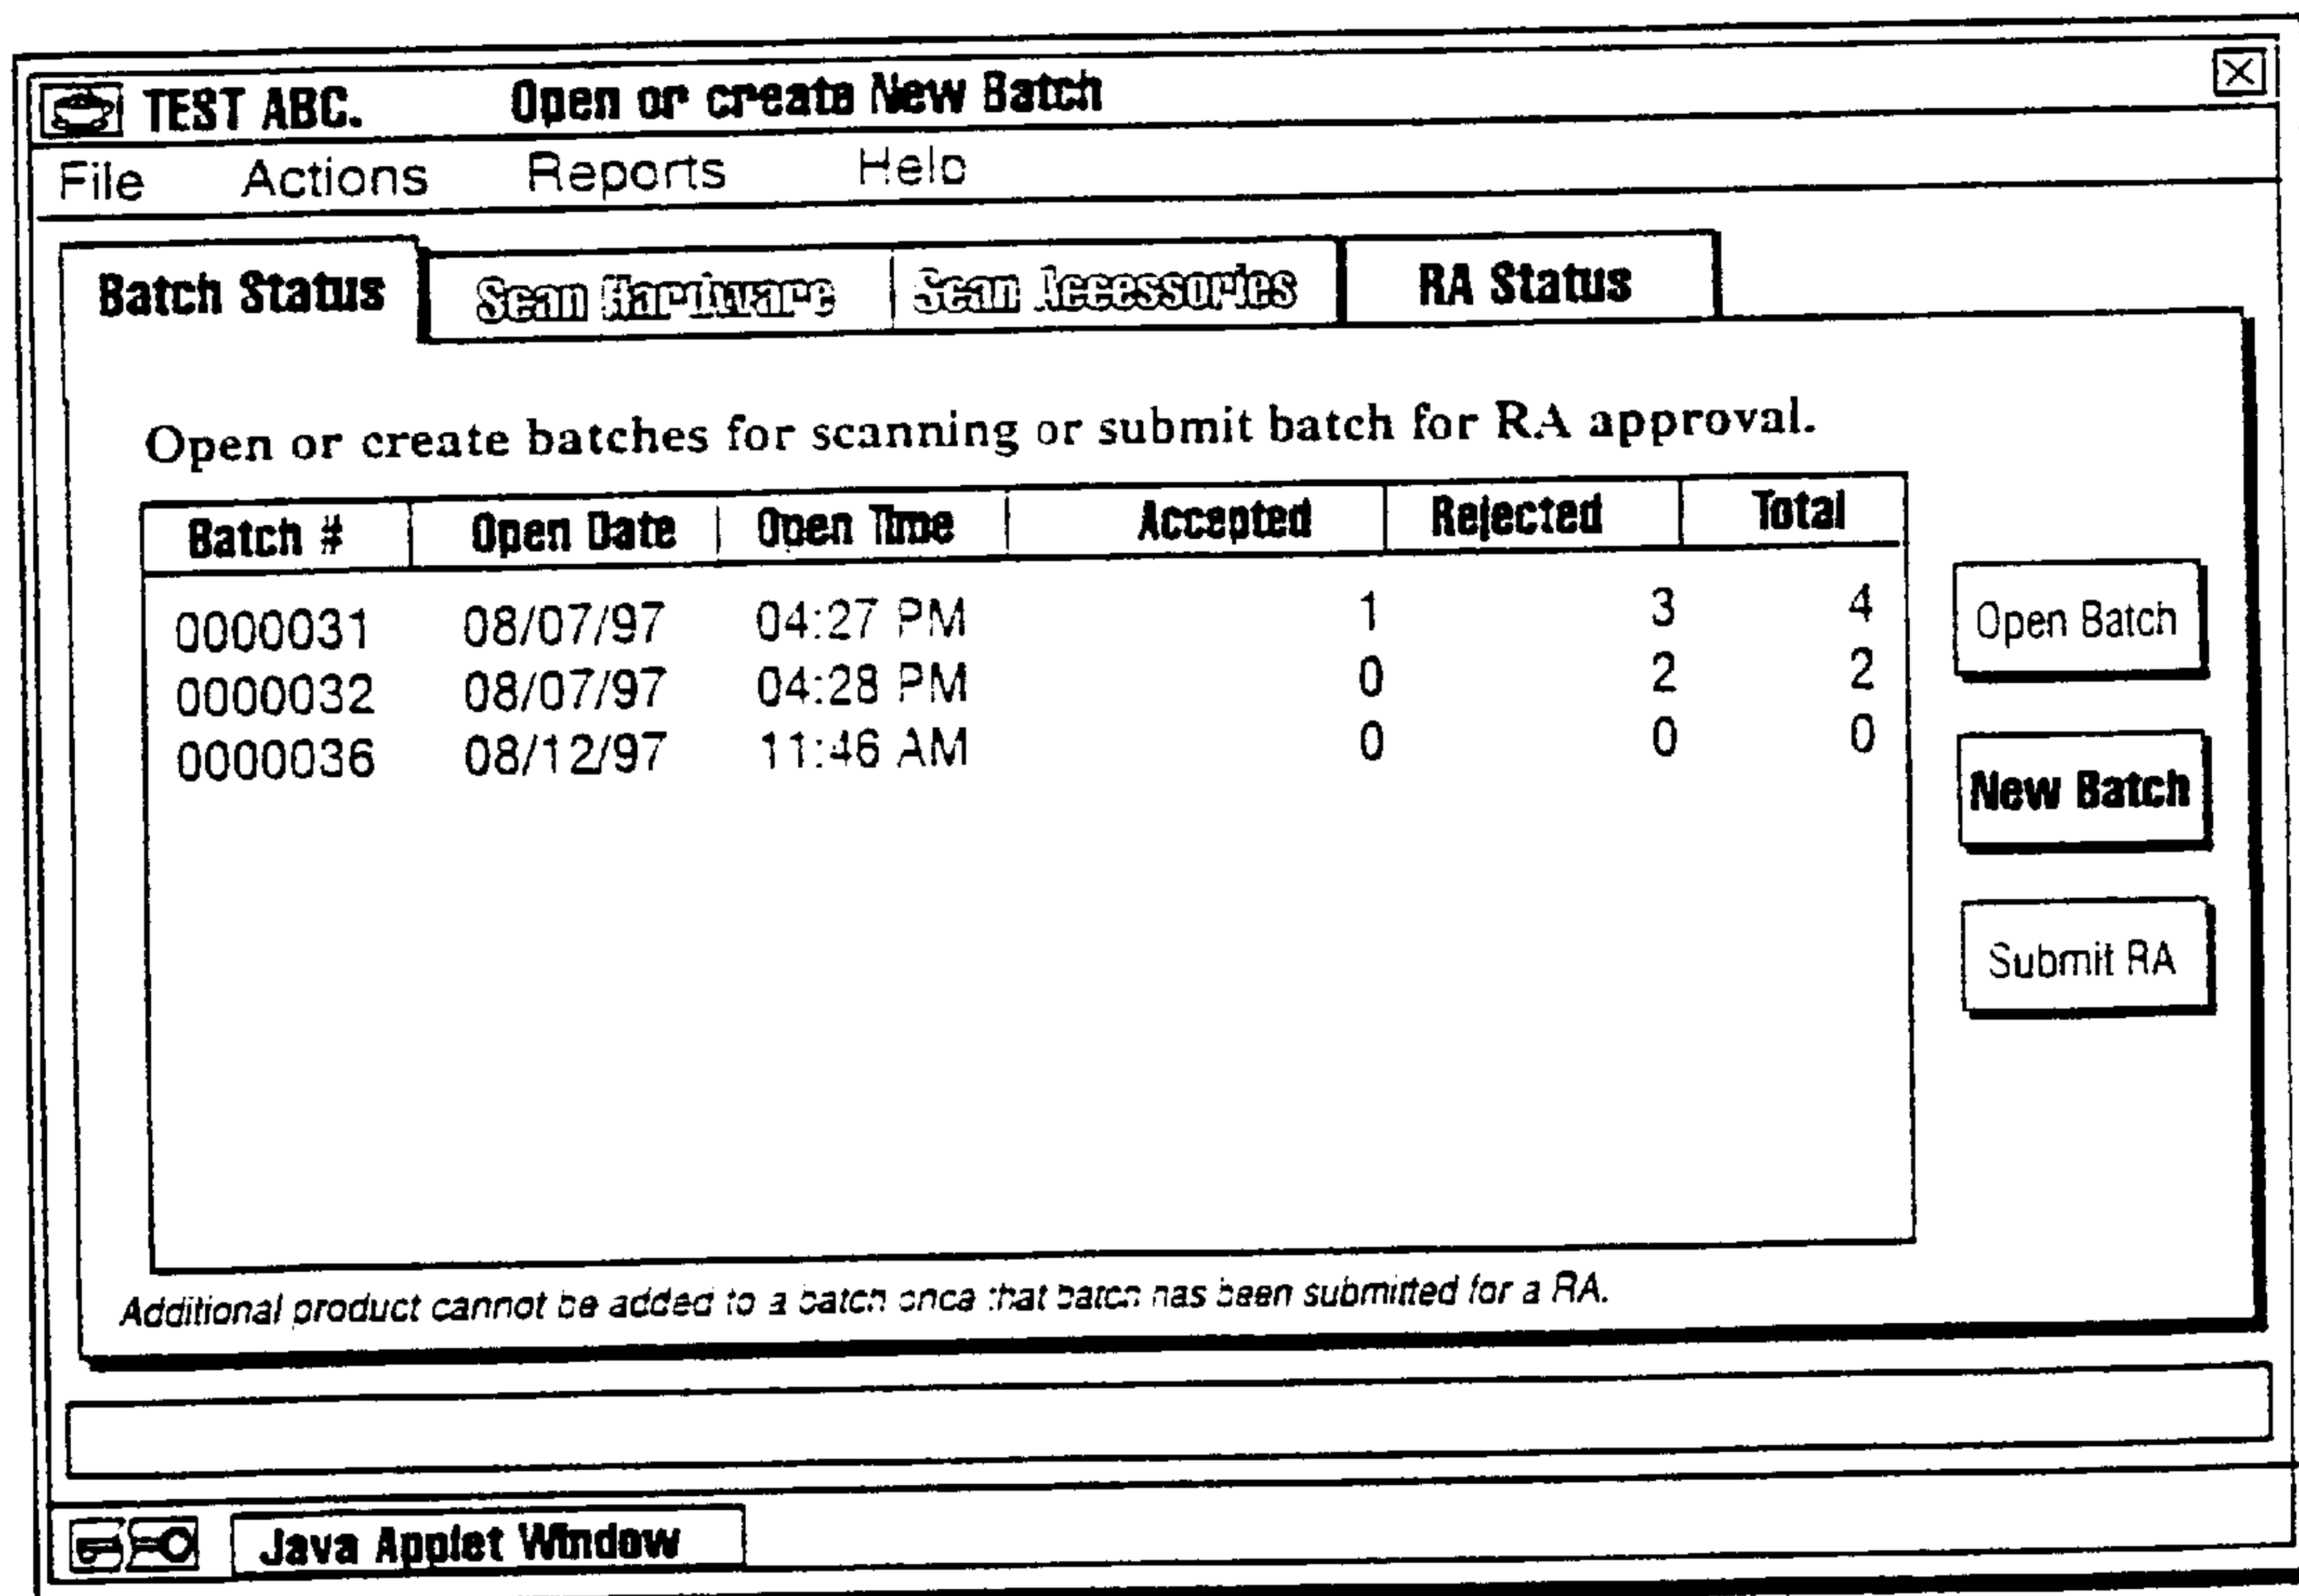 TEST ABC. Open or create New Batch
File Actions Reports Help
Batch Status Scan Hardware Scan Accessories RA Status
Open or create batches for scanning or submit batch for RA approval.
Batch # Open Date Open Time Accepted Rejected Total
0000031 08/07/97 04:27 PM 1 3 4
0000032 08/07/97 04:28 PM 0 2 2
0000036 08/12/97 11:46 AM 0 0 0
Open Batch
New Batch
Submit RA
Additional product cannot be added to a batch once that batch has been submitted for a RA.
Java Applet Window